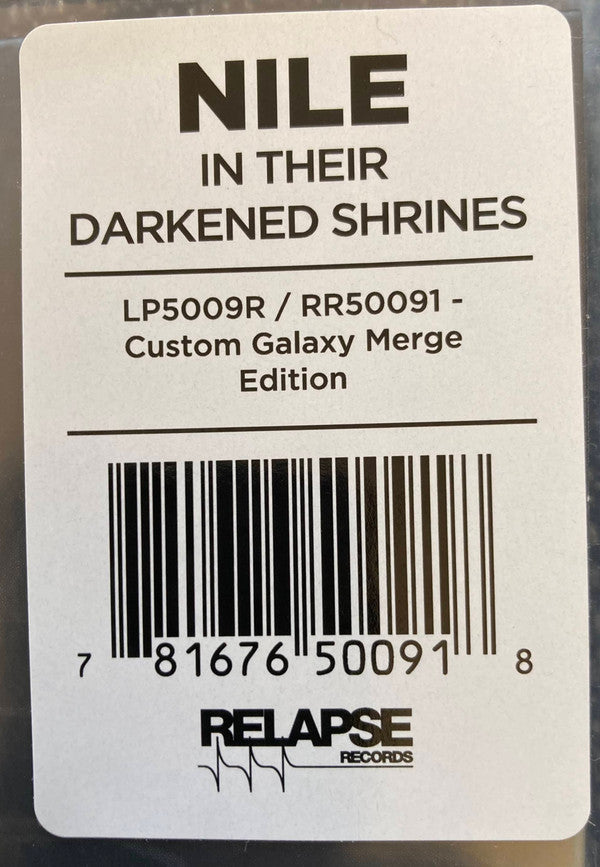 NILE
IN THEIR
DARKENED SHRINES
LP5009R / RR50091 -
Custom Galaxy Merge
Edition
7 81676 50091 8
RELAPSE
RECORDS